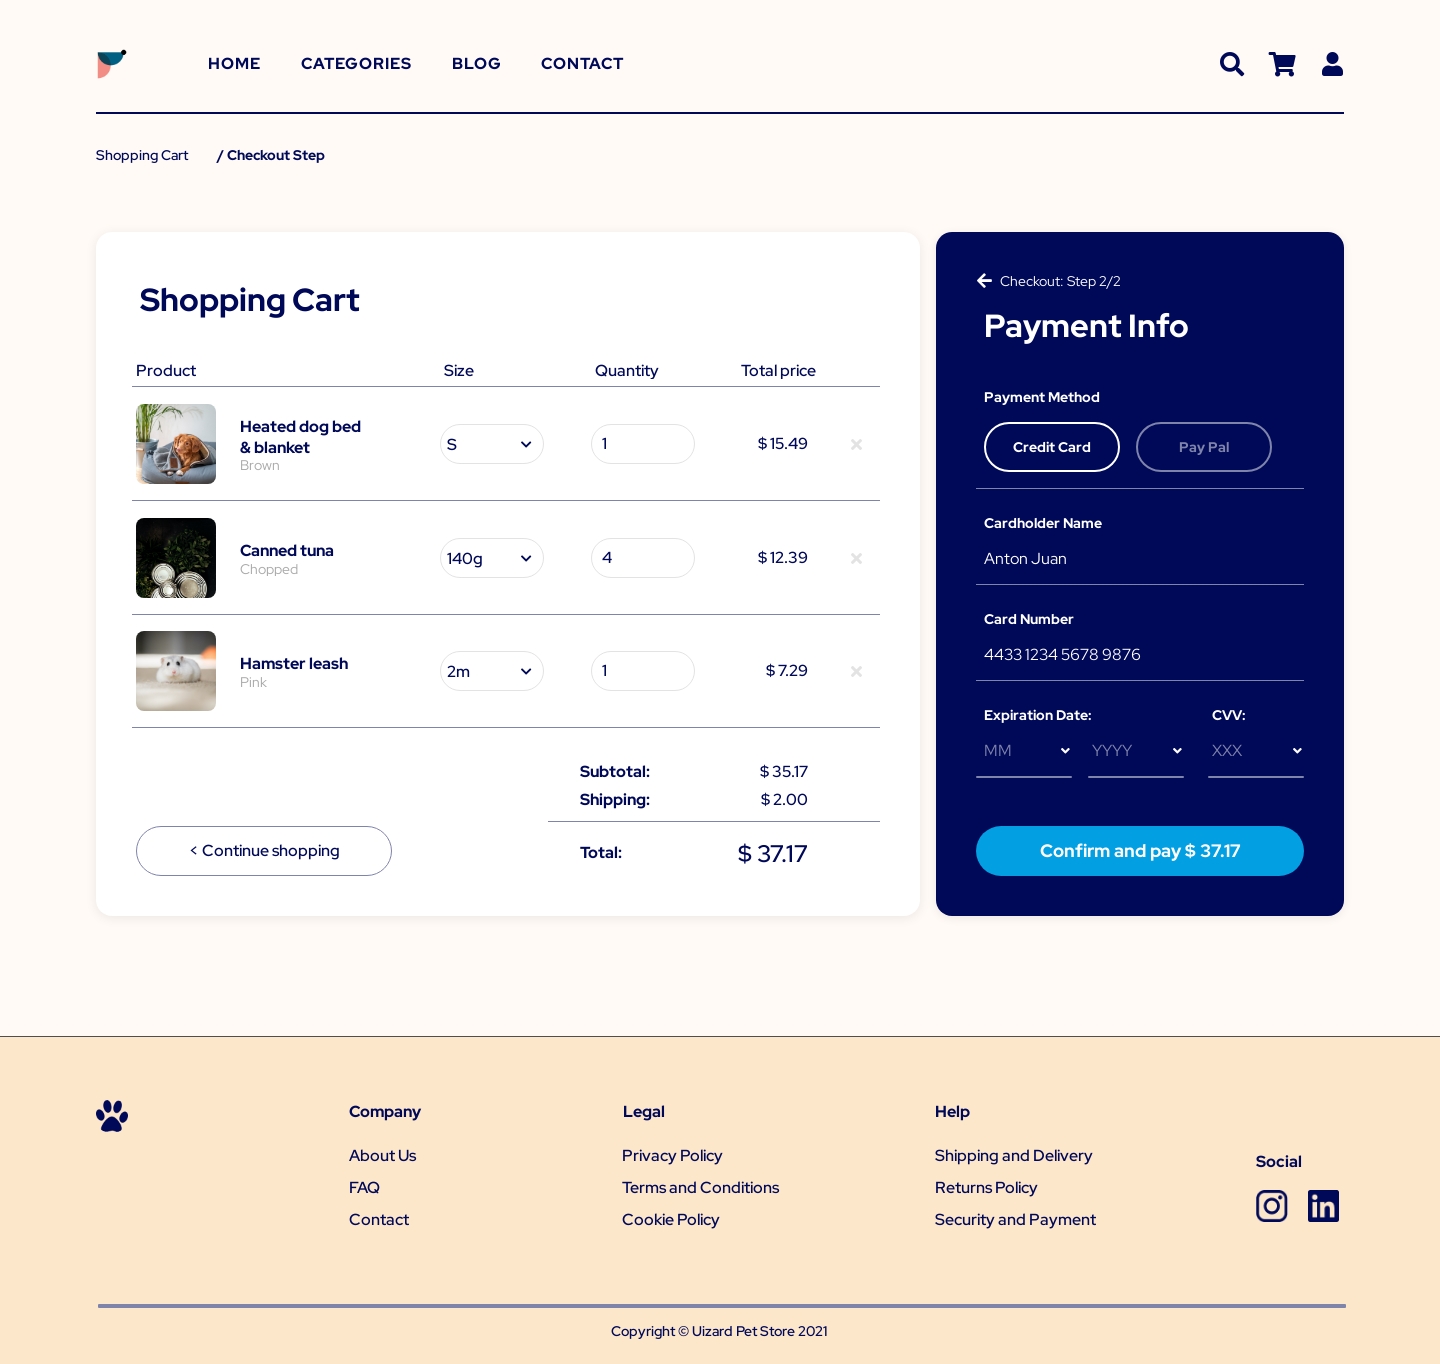 HOME CATEGORIES BLOG CONTACT
Shopping Cart / Checkout Step
Shopping Cart
Product Size Quantity Total price
Heated dog bed
& blanket
Brown
S 1 $ 15.49
Canned tuna
Chopped
140g 4 $ 12.39
Hamster leash
Pink
2m 1 $ 7.29
Subtotal: $ 35.17
Shipping: $ 2.00
< Continue shopping
Total: $ 37.17
Checkout: Step 2/2
Payment Info
Payment Method
Credit Card Pay Pal
Cardholder Name
Anton Juan
Card Number
4433 1234 5678 9876
Expiration Date: CVV:
MM YYYY XXX
Confirm and pay $ 37.17
Company
About Us
FAQ
Contact
Legal
Privacy Policy
Terms and Conditions
Cookie Policy
Help
Shipping and Delivery
Returns Policy
Security and Payment
Social
in
Copyright © Uizard Pet Store 2021